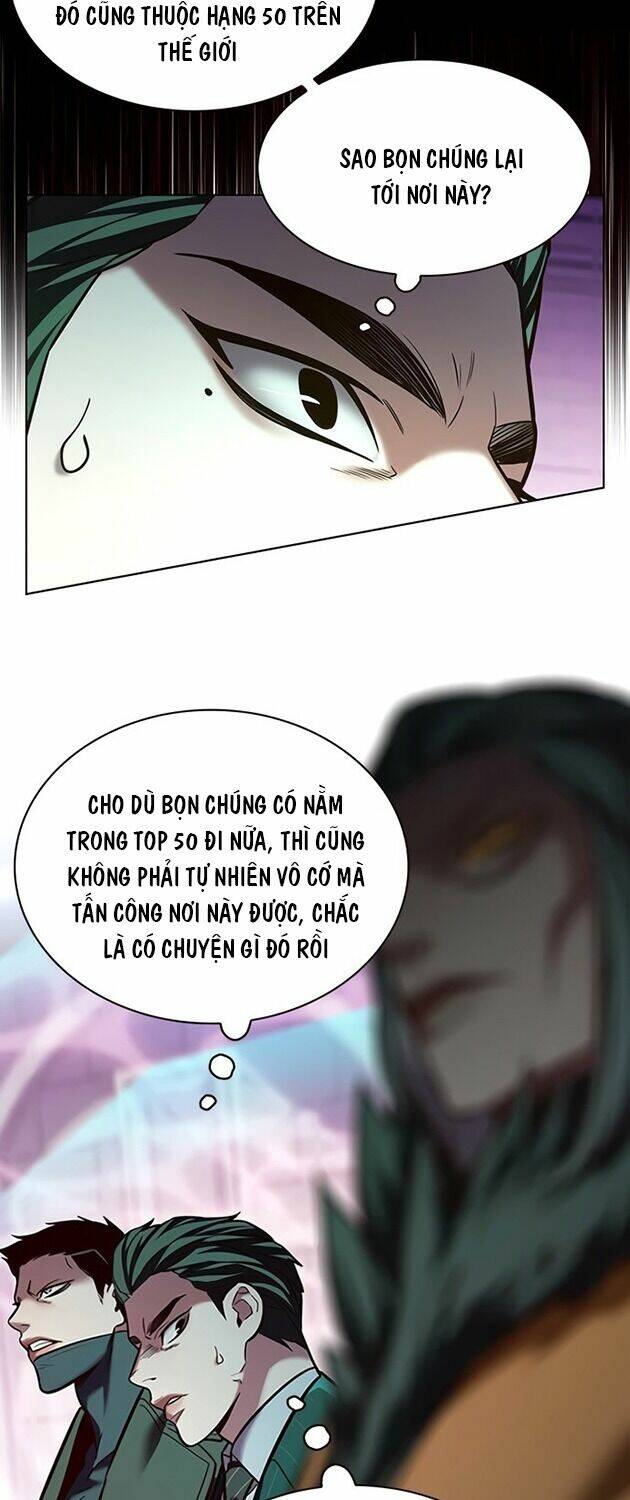 ĐÓ CŨNG THUỘC HẠNG 50 TRÊN
THẾ GIỚI
SAO BỌN CHÚNG LẠI
TỚI NƠI NÀY?
CHO DÙ BỌN CHÚNG CÓ NẰM
TRONG TOP 50 ĐI NỮA, THÌ CŨNG
KHÔNG PHẢI TỰ NHIÊN VÔ CỚ MÀ
TẤN CÔNG NƠI NÀY ĐƯỢC, CHẮC
LÀ CÓ CHUYỆN GÌ ĐÓ RỒI